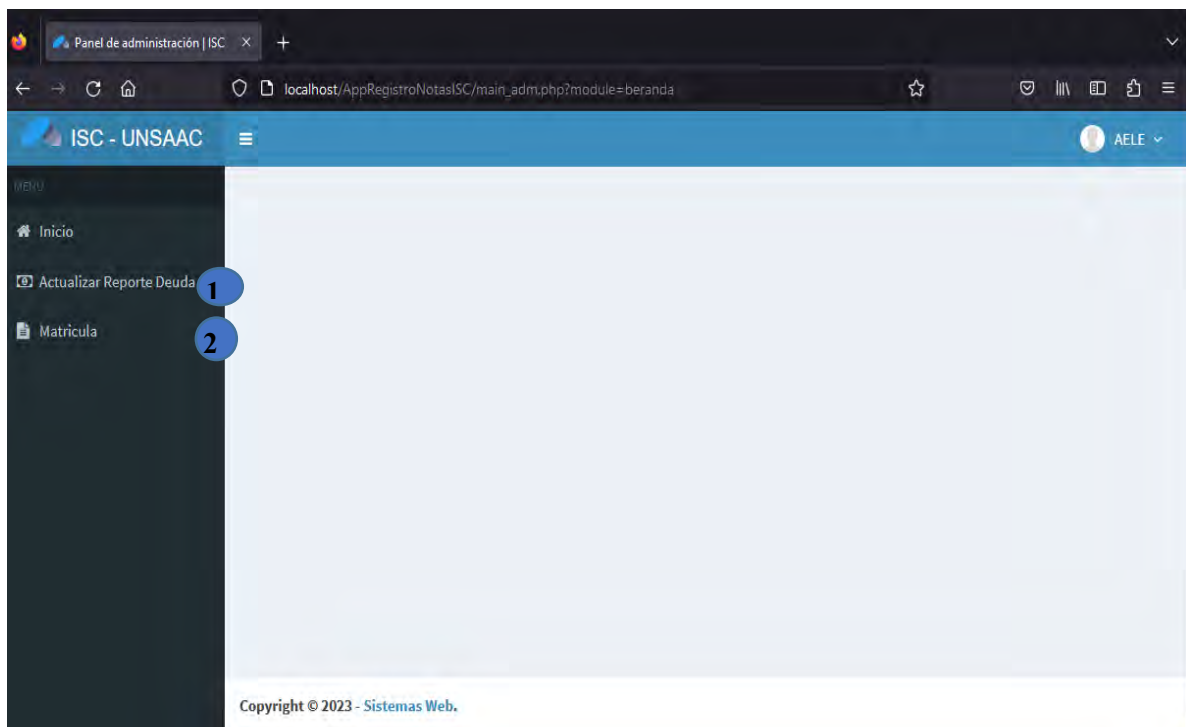 Panel de administración | ISC
localhost/AppRegistroNotasISC/main_adm.php?module=beranda
ISC - UNSAAC
AELE
MENU
Inicio
Actualizar Reporte Deuda
1
Matricula
2
Copyright © 2023 - Sistemas Web.